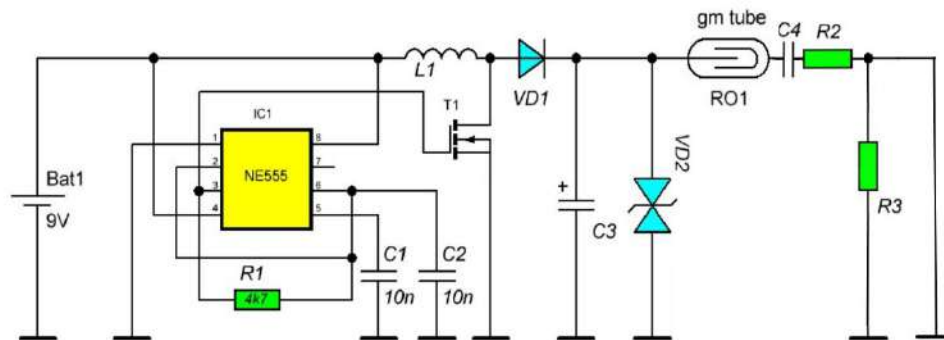 gm tube
C4
R2
L1
VD1
RO1
T1
IC1
1
8
2
7
NE555
3
6
4
5
Bat1
9V
VD2
+
C3
R3
R1
4k7
C1
10n
C2
10n